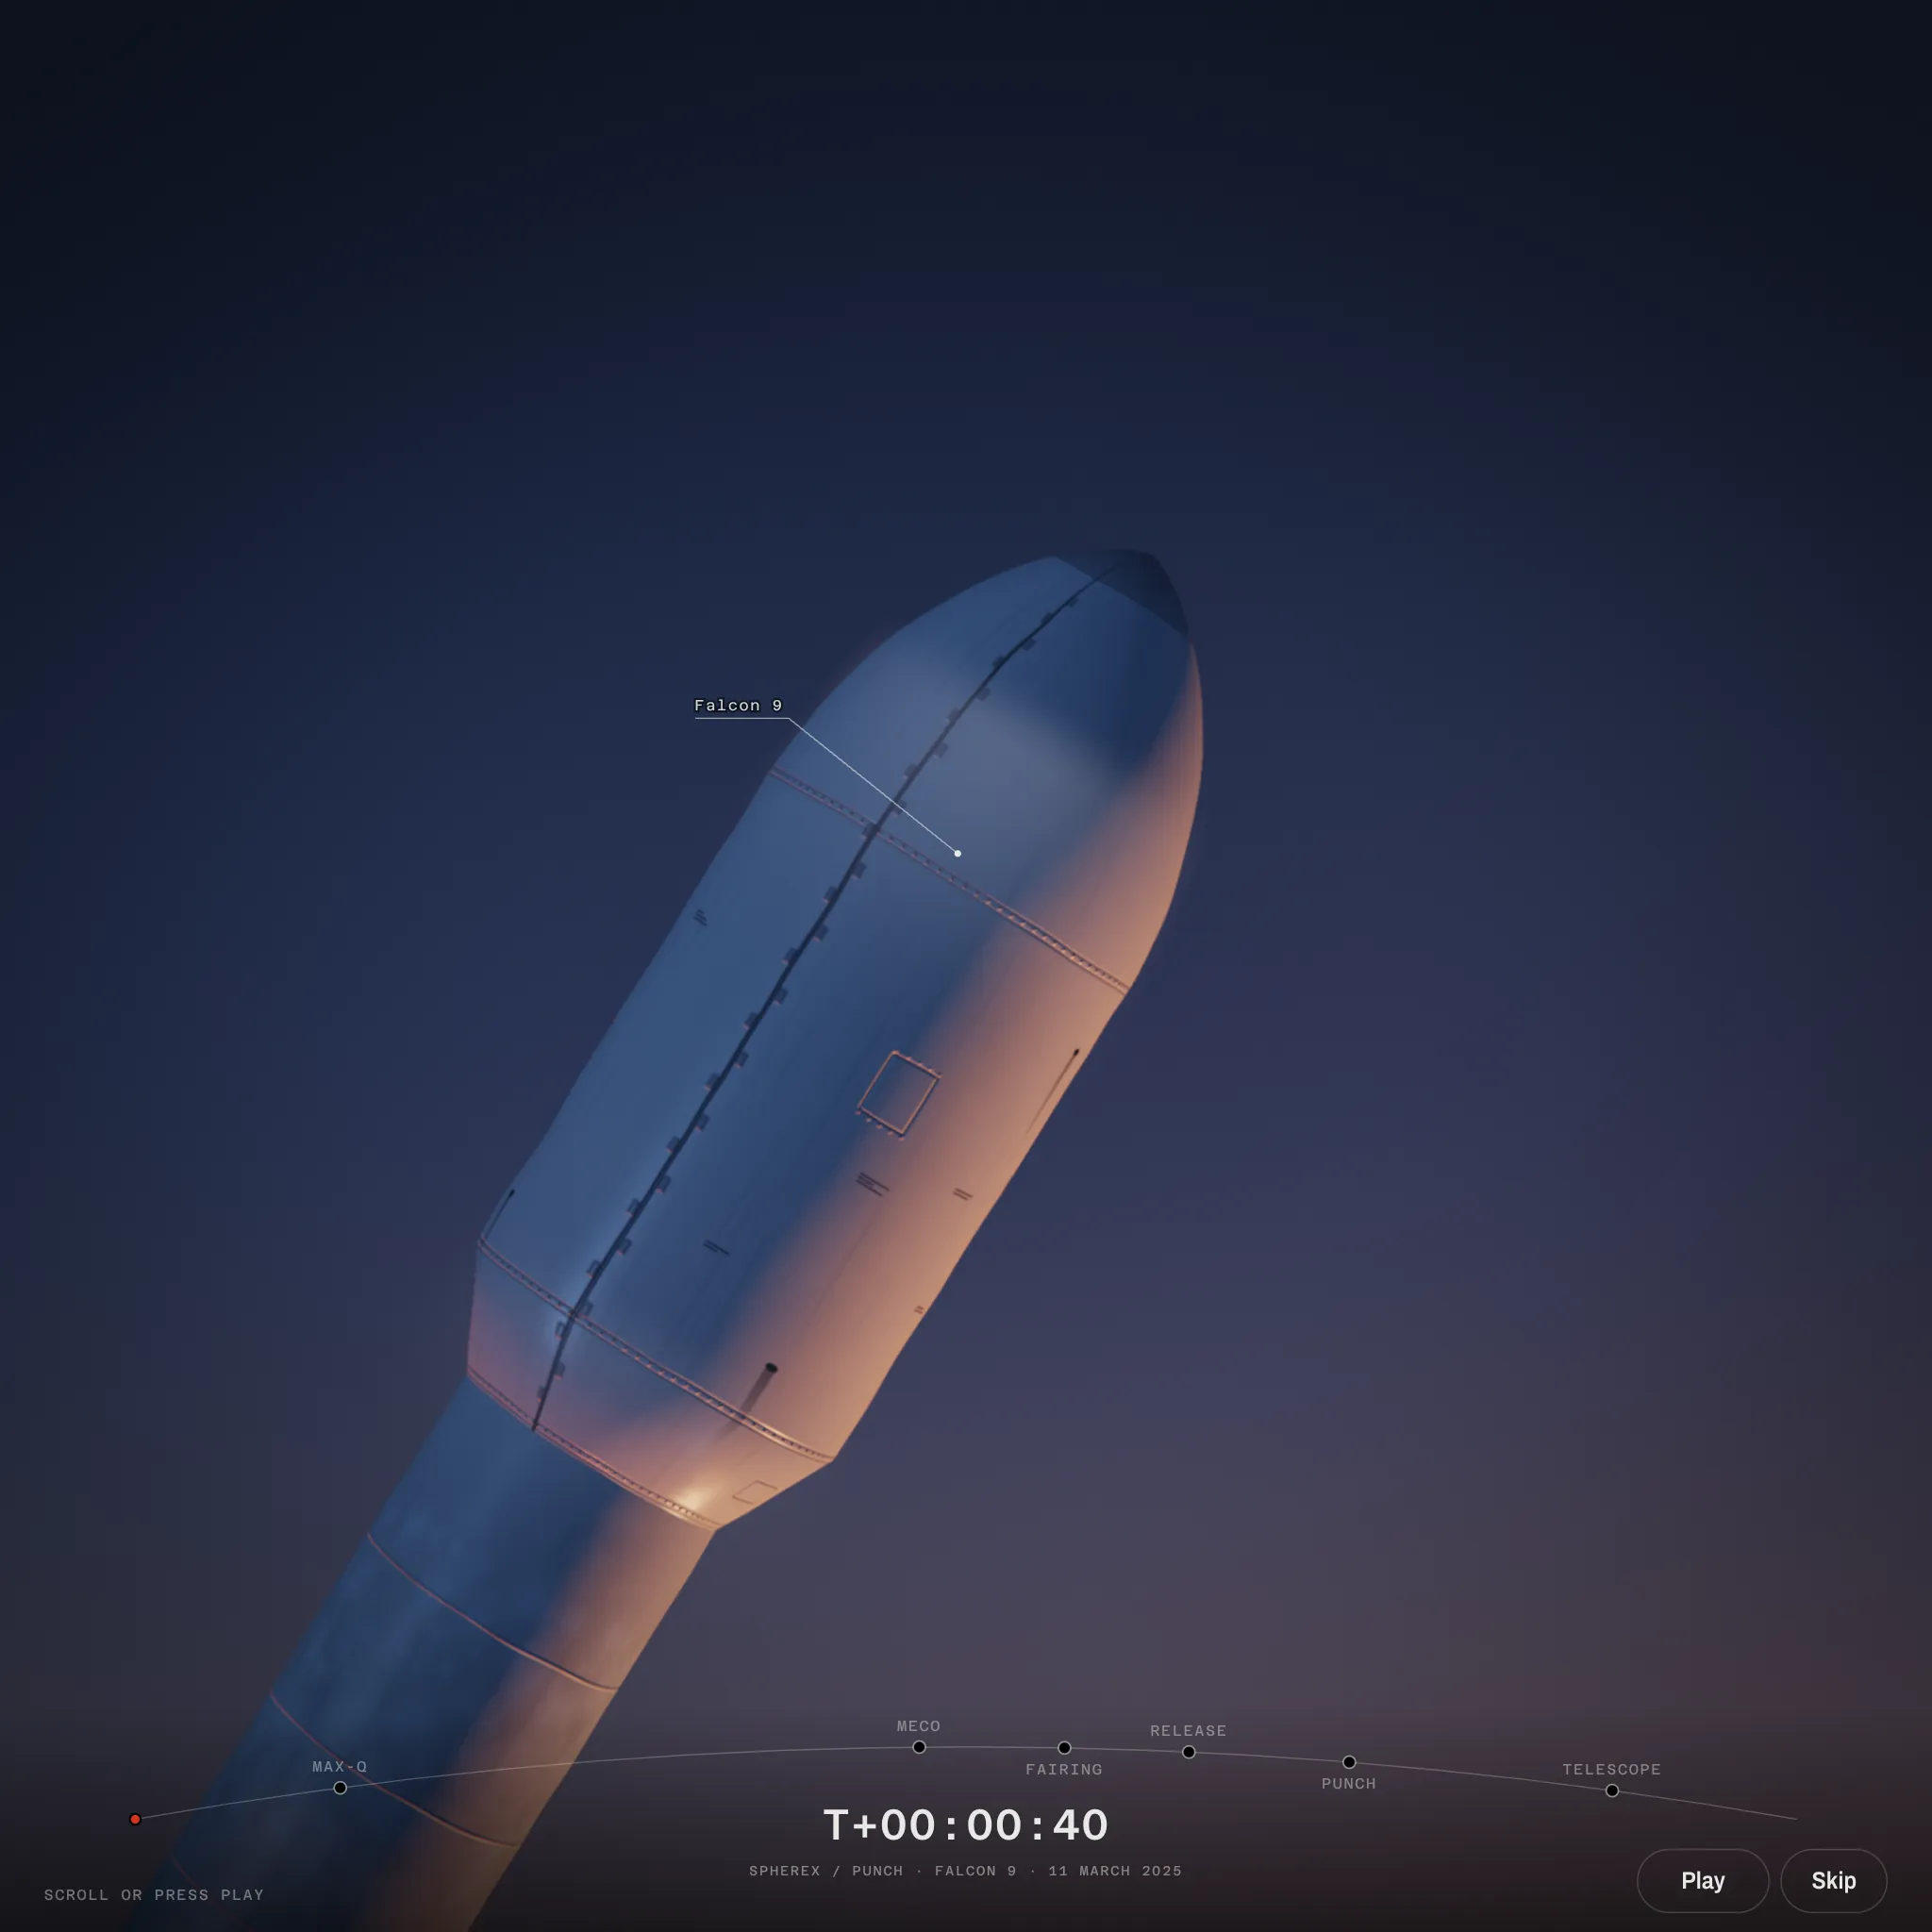 Falcon 9
MECO
RELEASE
MAX-Q
FAIRING
TELESCOPE
PUNCH
T+00:00:40
SPHEREX / PUNCH · FALCON 9 · 11 MARCH 2025
SCROLL OR PRESS PLAY
Play
Skip